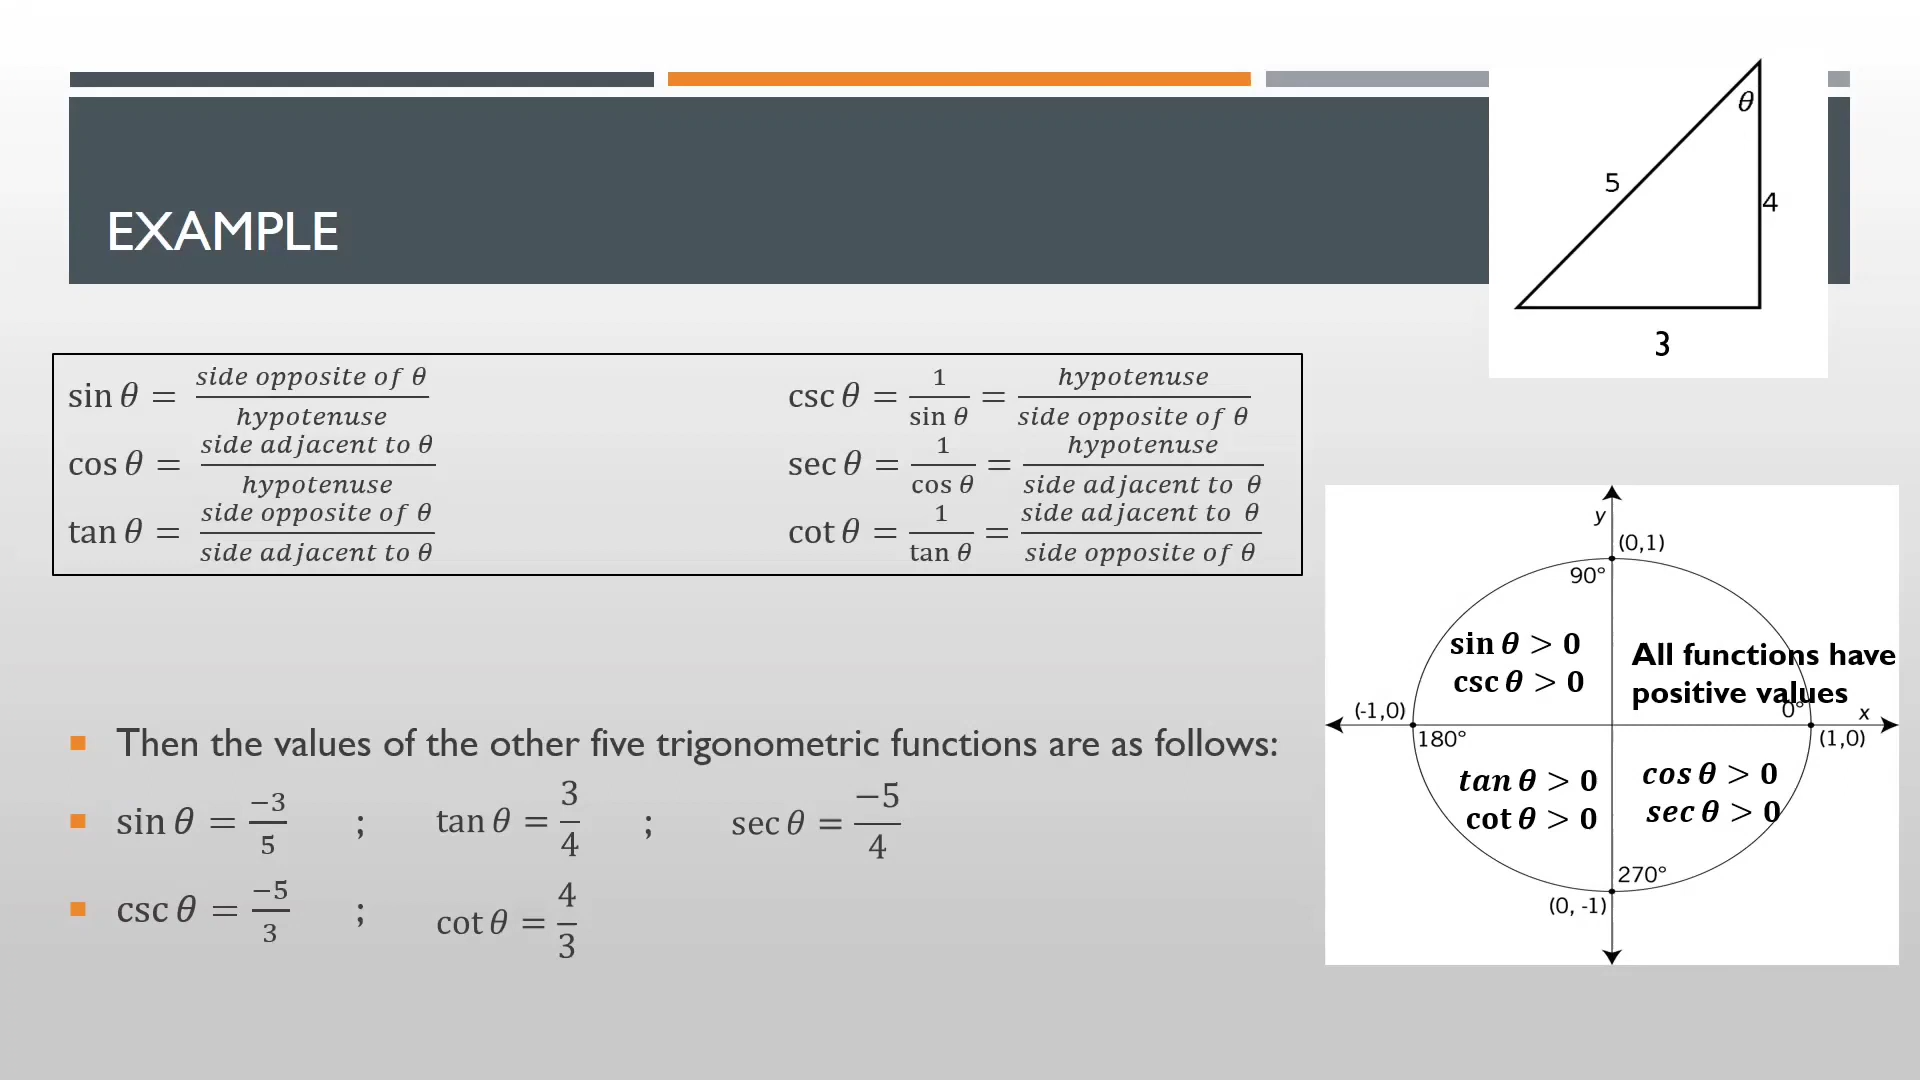 EXAMPLE
θ
5
4
3
sin θ = side opposite of θ / hypotenuse
csc θ = 1 / sin θ = hypotenuse / side opposite of θ
cos θ = side adjacent to θ / hypotenuse
sec θ = 1 / cos θ = hypotenuse / side adjacent to θ
tan θ = side opposite of θ / side adjacent to θ
cot θ = 1 / tan θ = side adjacent to θ / side opposite of θ
Then the values of the other five trigonometric functions are as follows:
sin θ = −3/5 ; tan θ = 3/4 ; sec θ = −5/4
csc θ = −5/3 ; cot θ = 4/3
y
(0,1)
90°
sin θ > 0
csc θ > 0
All functions have
positive values
(-1,0)
0°
x
180°
(1,0)
tan θ > 0
cot θ > 0
cos θ > 0
sec θ > 0
270°
(0, -1)